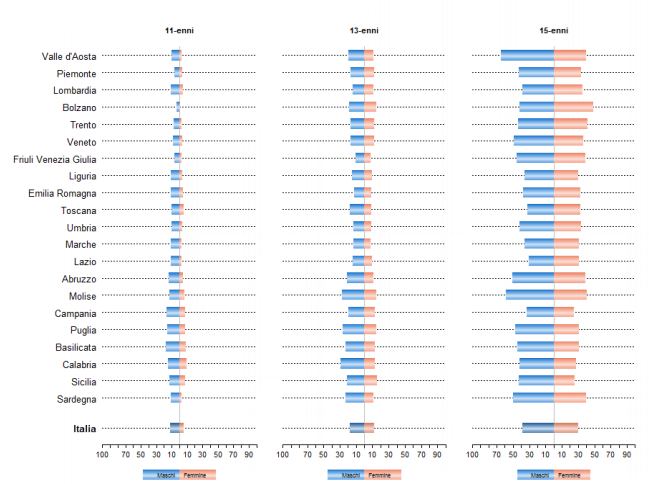 11-enni 13-enni 15-enni
Valle d'Aosta
Piemonte
Lombardia
Bolzano
Trento
Veneto
Friuli Venezia Giulia
Liguria
Emilia Romagna
Toscana
Umbria
Marche
Lazio
Abruzzo
Molise
Campania
Puglia
Basilicata
Calabria
Sicilia
Sardegna
Italia
100 70 50 30 10 10 30 50 70 100 100 70 50 30 10 10 30 50 70 100 100 70 50 30 10 10 30 50 70 100
Maschi Femmine Maschi Femmine Maschi Femmine